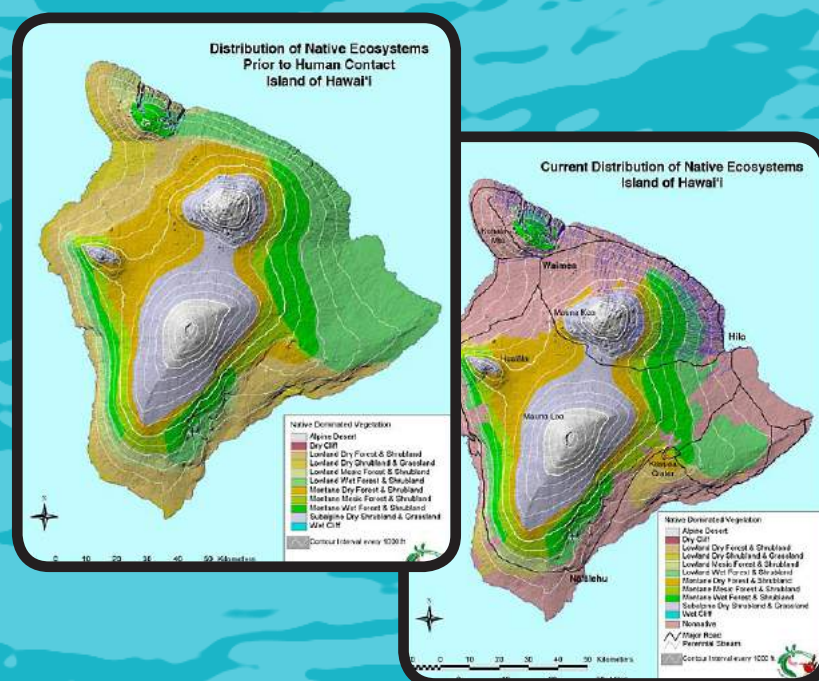 Distribution of Native Ecosystems
Prior to Human Contact
Island of Hawai'i
Native Dominated Vegetation
Alpine Desert
Dry Cliff
Lowland Dry Forest & Shrubland
Lowland Dry Shrubland & Grassland
Lowland Mesic Forest & Shrubland
Lowland Wet Forest & Shrubland
Montane Dry Forest & Shrubland
Montane Mesic Forest & Shrubland
Montane Wet Forest & Shrubland
Subalpine Dry Shrubland & Grassland
Wet Cliff
Contour Interval every 1000 ft
0 10 20 30 40 50 Kilometers
Current Distribution of Native Ecosystems
Island of Hawai'i
Waimea
Mauna Kea
Hilo
Hualālai
Mauna Loa
Kilauea
Crater
Nā'ālehu
Native Dominated Vegetation
Alpine Desert
Dry Cliff
Lowland Dry Forest & Shrubland
Lowland Dry Shrubland & Grassland
Lowland Mesic Forest & Shrubland
Lowland Wet Forest & Shrubland
Montane Dry Forest & Shrubland
Montane Mesic Forest & Shrubland
Montane Wet Forest & Shrubland
Subalpine Dry Shrubland & Grassland
Wet Cliff
Nonnative
Major Road
Perennial Stream
Contour Interval every 1000 ft
0 10 20 30 40 50 Kilometers